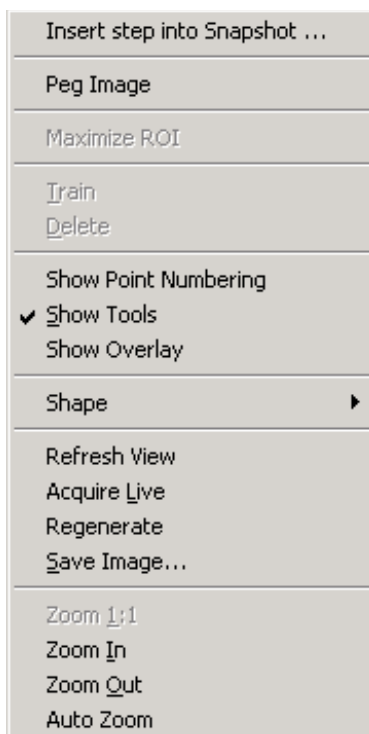 Insert step into Snapshot ...
Peg Image
Maximize ROI
Train
Delete
Show Point Numbering
Show Tools
Show Overlay
Shape
Refresh View
Acquire Live
Regenerate
Save Image...
Zoom 1:1
Zoom In
Zoom Out
Auto Zoom